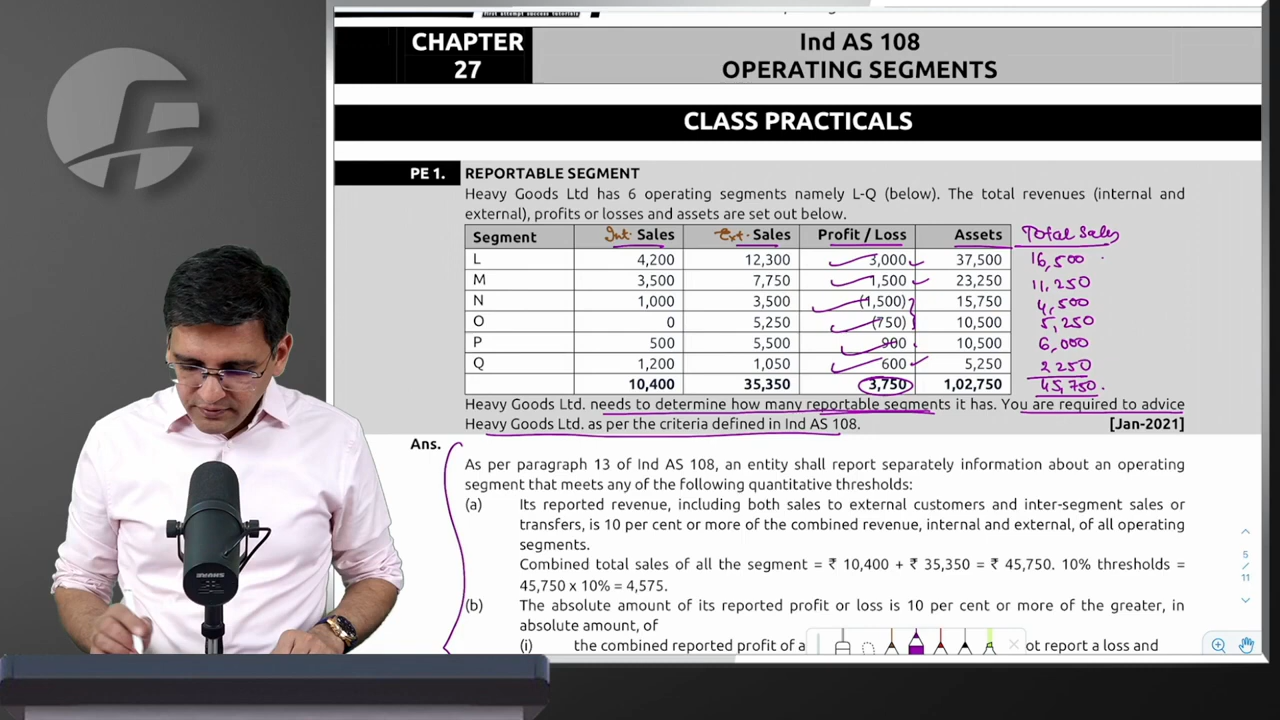 First attempt success tutorials
CHAPTER
27
Ind AS 108
OPERATING SEGMENTS
CLASS PRACTICALS
PE 1. REPORTABLE SEGMENT
Heavy Goods Ltd has 6 operating segments namely L-Q (below). The total revenues (internal and
external), profits or losses and assets are set out below.
Segment Int. Sales Ext. Sales Profit / Loss Assets Total Sales
L 4,200 12,300 3,000 37,500 16,500
M 3,500 7,750 1,500 23,250 11,250
N 1,000 3,500 (1,500) 15,750 4,500
O 0 5,250 (750) 10,500 5,250
P 500 5,500 900 10,500 6,000
Q 1,200 1,050 600 5,250 2250
10,400 35,350 3,750 1,02,750 45,750.
Heavy Goods Ltd. needs to determine how many reportable segments it has. You are required to advice
Heavy Goods Ltd. as per the criteria defined in Ind AS 108. [Jan-2021]
Ans.
As per paragraph 13 of Ind AS 108, an entity shall report separately information about an operating
segment that meets any of the following quantitative thresholds:
(a) Its reported revenue, including both sales to external customers and inter-segment sales or
transfers, is 10 per cent or more of the combined revenue, internal and external, of all operating
segments.
Combined total sales of all the segment = ₹ 10,400 + ₹ 35,350 = ₹ 45,750. 10% thresholds =
45,750 x 10% = 4,575.
(b) The absolute amount of its reported profit or loss is 10 per cent or more of the greater, in
absolute amount, of
(i) the combined reported profit of a ot report a loss and
5
/
11
SHURE